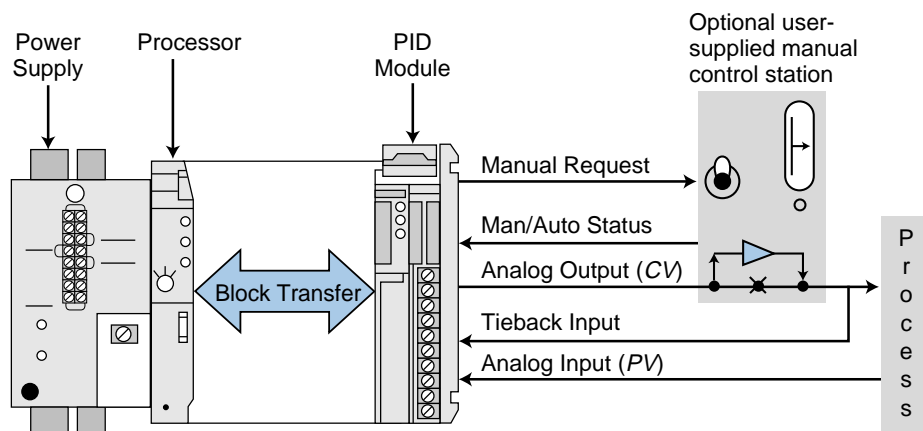 Power
Supply
Processor
PID
Module
Optional user-
supplied manual
control station
Manual Request
Man/Auto Status
Analog Output (CV)
Block Transfer
Tieback Input
Analog Input (PV)
Process